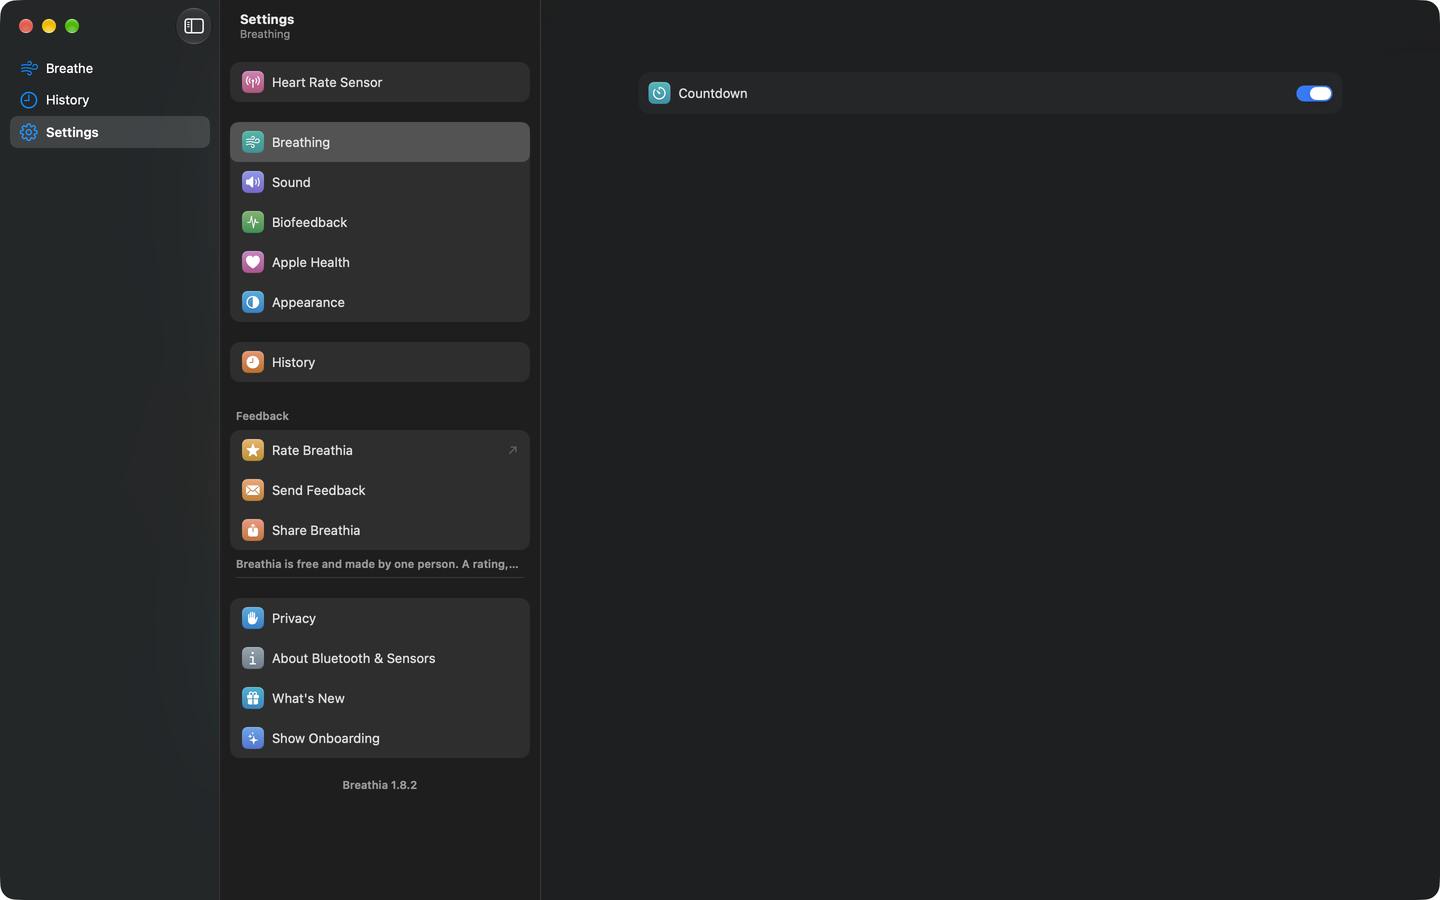 Breathe
History
Settings
Settings
Breathing
Heart Rate Sensor
Breathing
Sound
Biofeedback
Apple Health
Appearance
History
Feedback
Rate Breathia
Send Feedback
Share Breathia
Breathia is free and made by one person. A rating,...
Privacy
About Bluetooth & Sensors
What's New
Show Onboarding
Breathia 1.8.2
Countdown